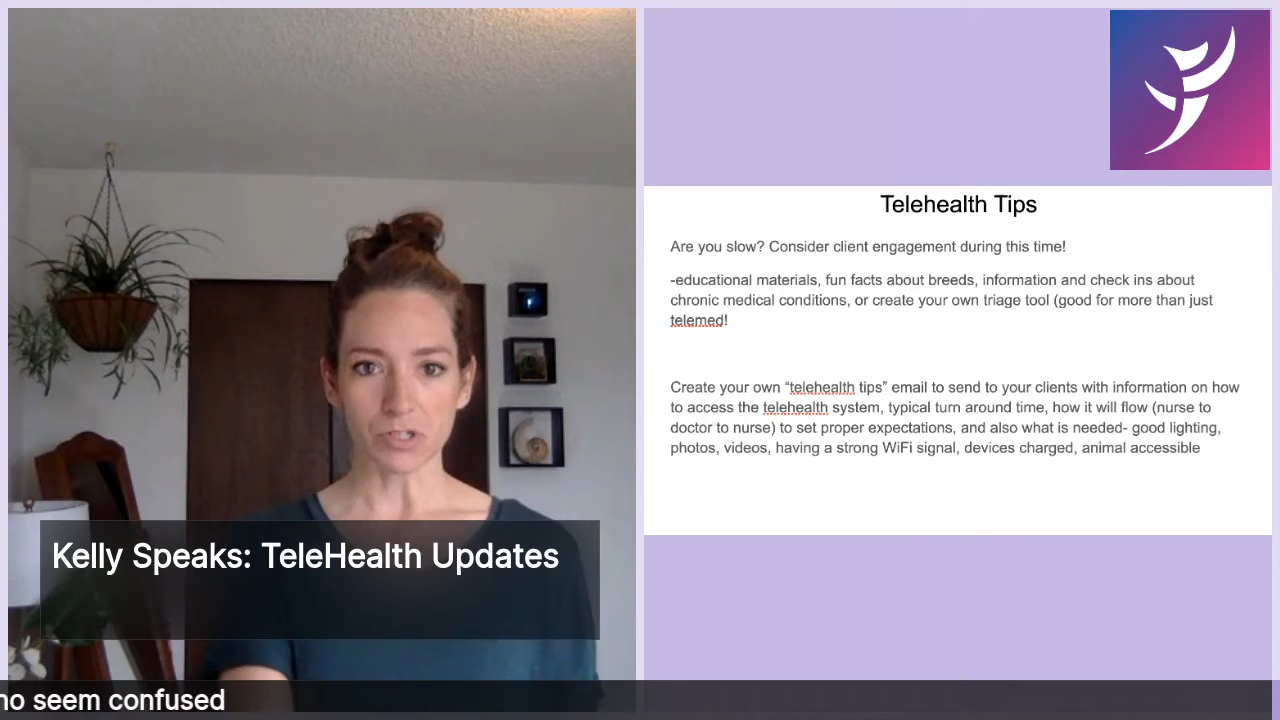 Telehealth Tips
Are you slow? Consider client engagement during this time!
-educational materials, fun facts about breeds, information and check ins about
chronic medical conditions, or create your own triage tool (good for more than just
telemed!
Create your own “telehealth tips” email to send to your clients with information on how
to access the telehealth system, typical turn around time, how it will flow (nurse to
doctor to nurse) to set proper expectations, and also what is needed- good lighting,
photos, videos, having a strong WiFi signal, devices charged, animal accessible
Kelly Speaks: TeleHealth Updates
seem confused